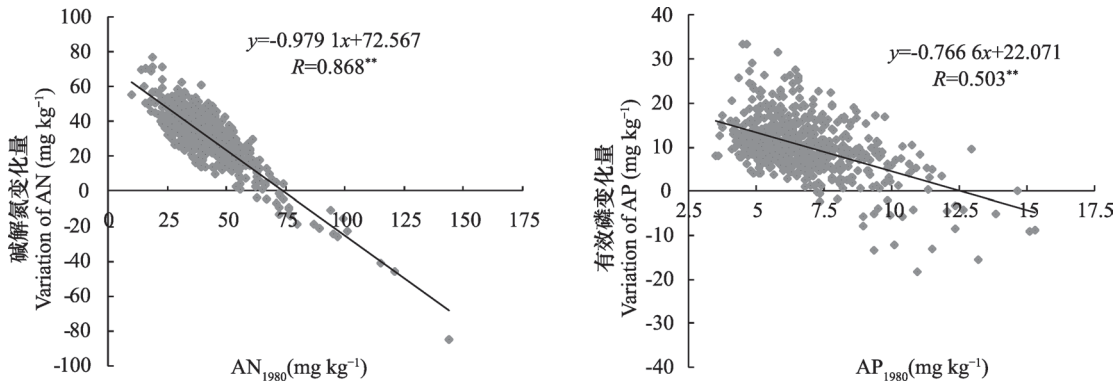 100
80
60
40
20
0
-20
-40
-60
-80
-100
0 25 50 75 100 125 150 175
y=-0.979 1x+72.567
R=0.868**
碱解氮变化量
Variation of AN (mg kg⁻¹)
AN₁₉₈₀(mg kg⁻¹)
40
30
20
10
0
-10
-20
-30
-40
2.5 5 7.5 10 12.5 15 17.5
y=-0.766 6x+22.071
R=0.503**
有效磷变化量
Variation of AP (mg kg⁻¹)
AP₁₉₈₀(mg kg⁻¹)